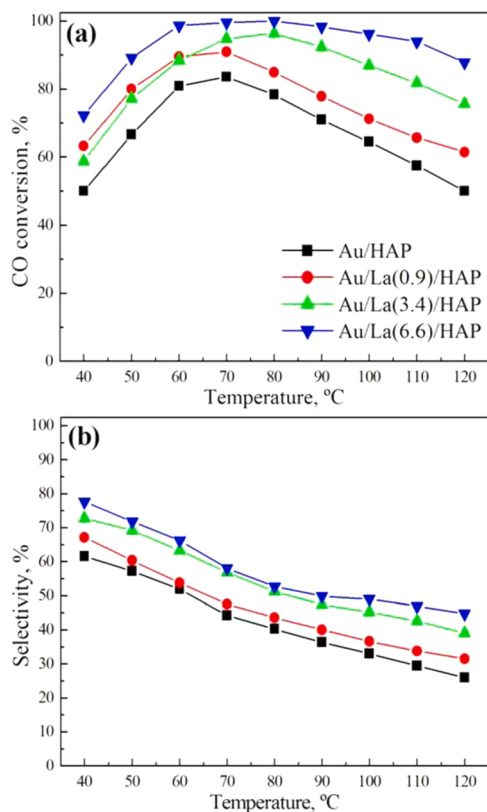 (a)
CO conversion, %
100
80
60
40
20
0
Au/HAP
Au/La(0.9)/HAP
Au/La(3.4)/HAP
Au/La(6.6)/HAP
40 50 60 70 80 90 100 110 120
Temperature, ºC
(b)
Selectivity, %
100
90
80
70
60
50
40
30
20
10
0
40 50 60 70 80 90 100 110 120
Temperature, ºC